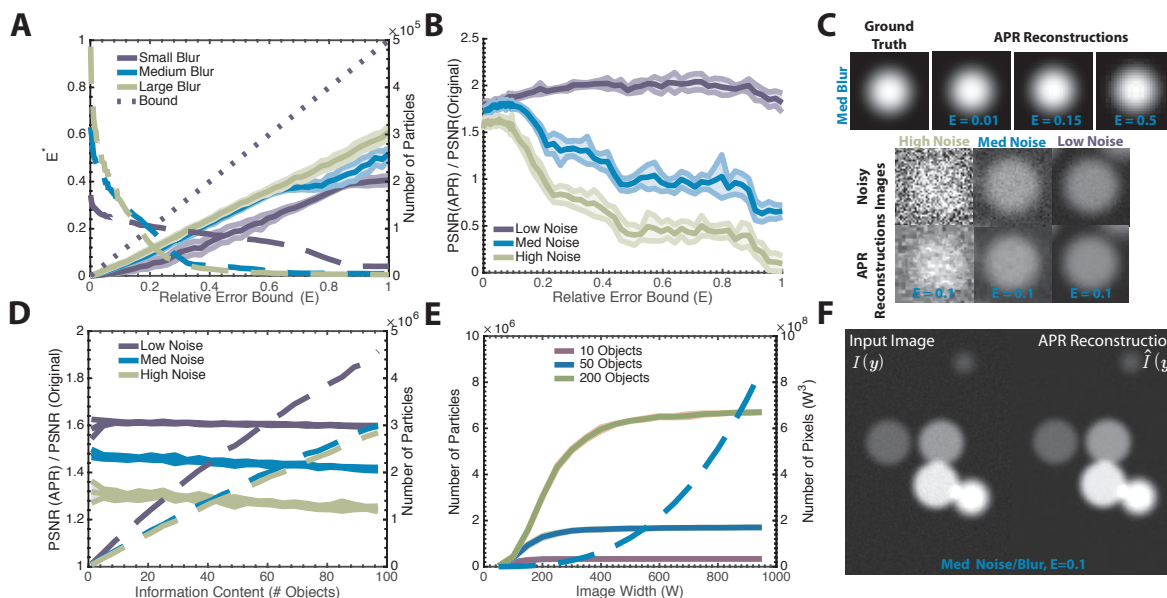 A
×10^5
1
0.8
0.6
0.4
0.2
0
E*
5
4
3
2
1
0
Number of Particles
Small Blur
Medium Blur
Large Blur
Bound
0 0.2 0.4 0.6 0.8 1
Relative Error Bound (E)
B
2.5
2
1.5
1
0.5
0
PSNR(APR) / PSNR(Original)
Low Noise
Med Noise
High Noise
0 0.2 0.4 0.6 0.8 1
Relative Error Bound (E)
C
Ground
Truth
APR Reconstructions
Med Blur
E = 0.01
E = 0.15
E = 0.5
High Noise Med Noise Low Noise
Noisy
Images
APR
Reconstructions
E = 0.1
E = 0.1
E = 0.1
D
×10^6
2
1.8
1.6
1.4
1.2
1
PSNR (APR) / PSNR (Original)
5
4
3
2
1
0
Number of Particles
Low Noise
Med Noise
High Noise
0 20 40 60 80 100
Information Content (# Objects)
E
×10^6
×10^8
10
8
6
4
2
0
Number of Particles
10
8
6
4
2
0
Number of Pixels (W^3)
10 Objects
50 Objects
200 Objects
0 200 400 600 800 1000
Image Width (W)
F
Input Image
I(y)
APR Reconstruction
Î(y
Med Noise/Blur, E=0.1